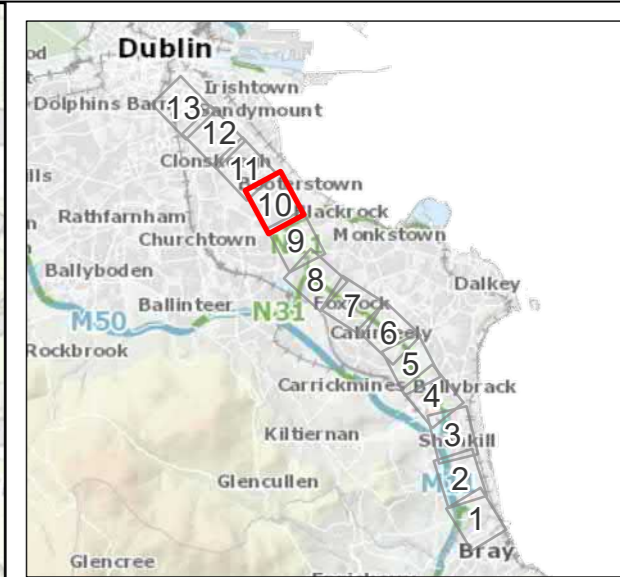 Dublin
Irishtown
Dolphins
Sandymount
13
12
Clonskeagh
11
Booterstown
10
Blackrock
Rathfarnham
Churchtown
9
Monkstown
Ballyboden
8
Dalkey
Ballinteer
N31
Foxrock
7
M50
6
Cabinteely
Rockbrook
5
Carrickmines
Ballybrack
4
Kiltiernan
3
Shankill
Glencullen
2
1
Bray
Glencree